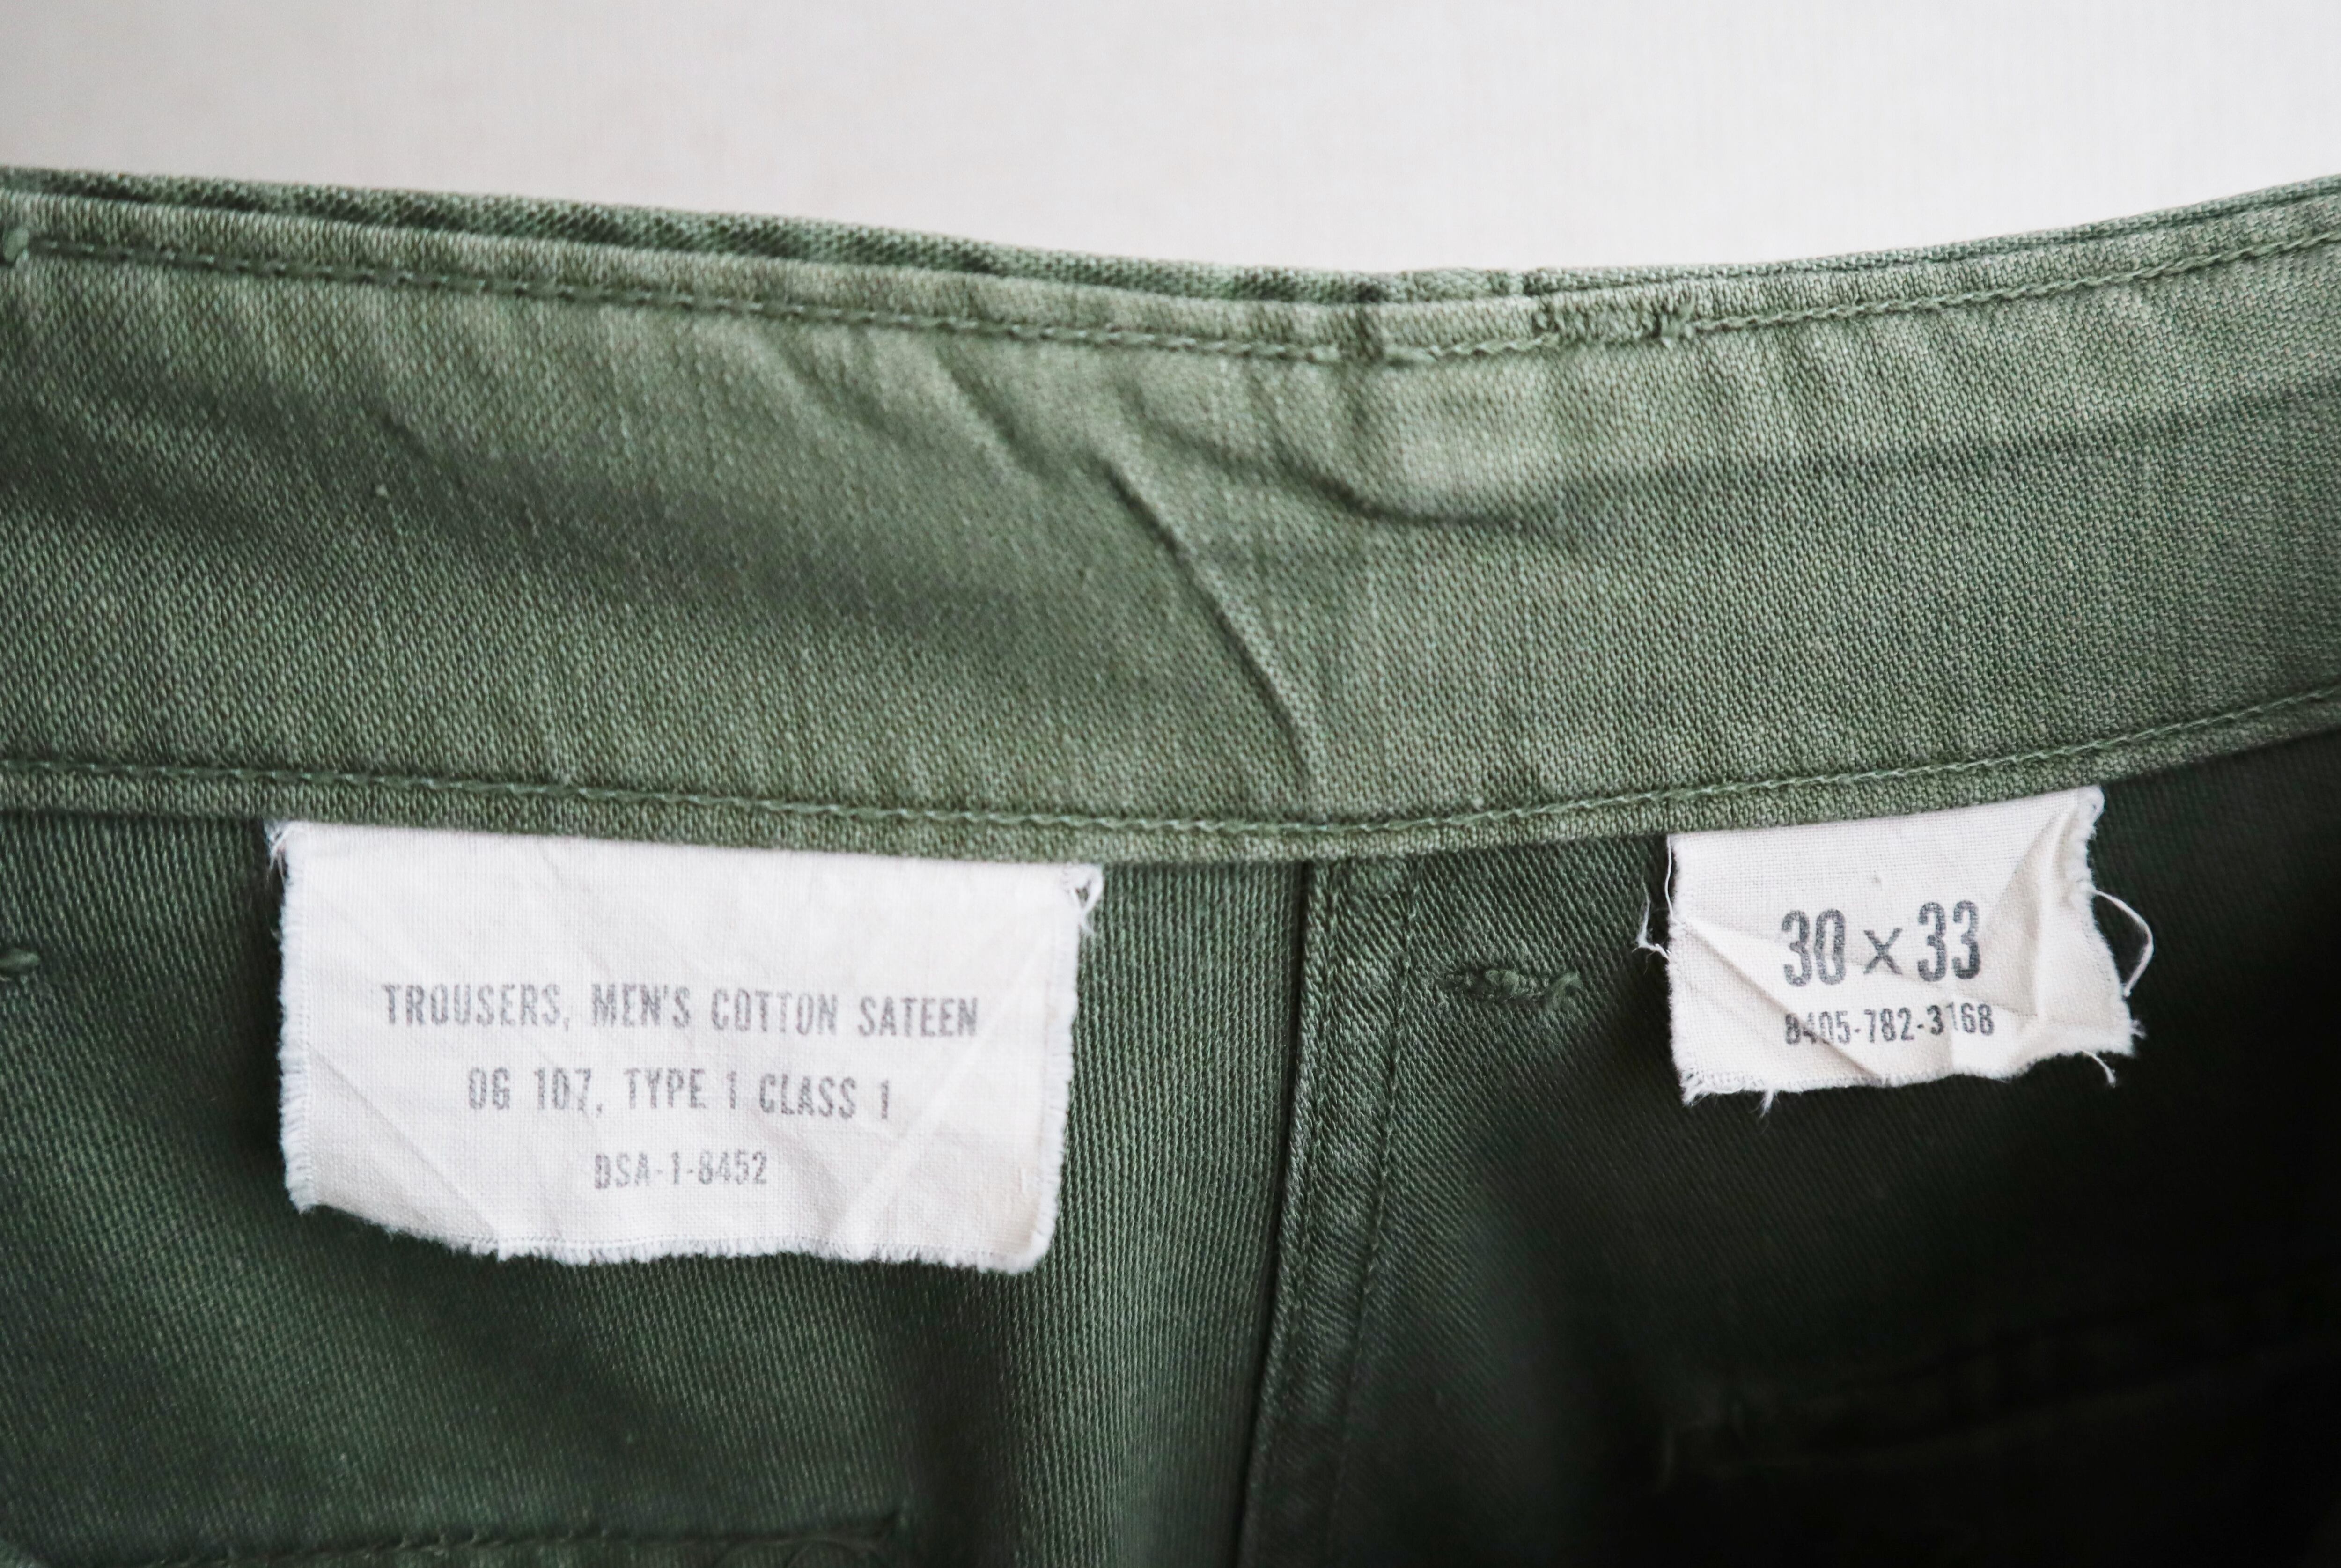 TROUSERS, MEN'S COTTON SATEEN
OG 107, TYPE 1 CLASS 1
DSA-1-8452
30 x 33
8405-782-3168